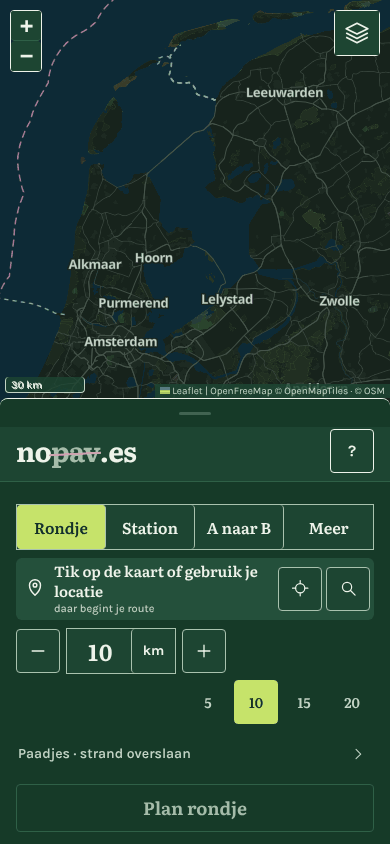 +
−
Leeuwarden
Hoorn
Alkmaar
Purmerend
Lelystad
Zwolle
Amsterdam
30 km
Leaflet | OpenFreeMap © OpenMapTiles · © OSM
nopav.es
?
Rondje
Station
A naar B
Meer
Tik op de kaart of gebruik je
locatie
daar begint je route
− 10 km +
5 10 15 20
Paadjes · strand overslaan
Plan rondje